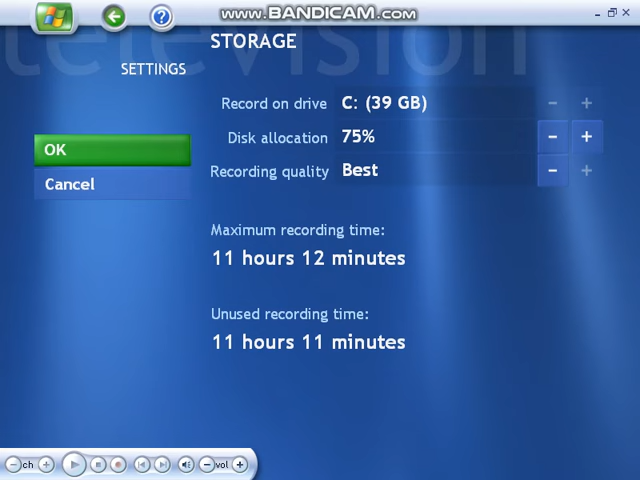 www.BANDICAM.com
television
STORAGE
SETTINGS
Record on drive C: (39 GB) - +
Disk allocation 75% - +
Recording quality Best - +
OK
Cancel
Maximum recording time:
11 hours 12 minutes
Unused recording time:
11 hours 11 minutes
- ch + - vol +